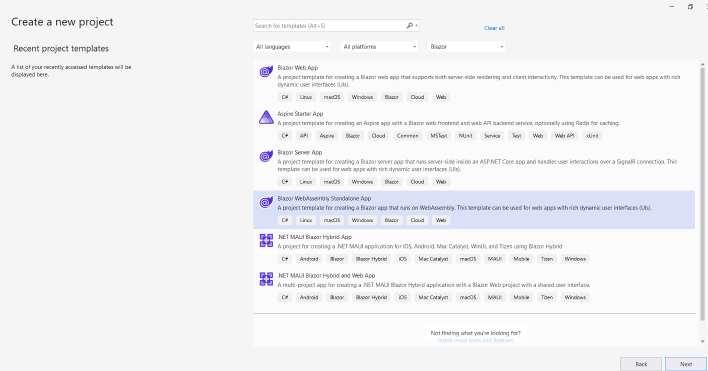 Create a new project
Search for templates (Alt+S)
Clear all
Recent project templates
All languages
All platforms
Blazor
A list of your recently accessed templates will be
displayed here.
Blazor Web App
A project template for creating a Blazor web app that supports both server-side rendering and client interactivity. This template can be used for web apps with rich
dynamic user interfaces (UIs).
C# Linux macOS Windows Blazor Cloud Web
Aspire Starter App
A project template for creating an Aspire app with a Blazor web frontend and web API backend service, optionally using Redis for caching.
C# API Aspire Blazor Cloud Common MSTest NUnit Service Test Web Web API xUnit
Blazor Server App
A project template for creating a Blazor server app that runs server-side inside an ASP.NET Core app and handles user interactions over a SignalR connection. This
template can be used for web apps with rich dynamic user interfaces (UIs).
C# Linux macOS Windows Blazor Cloud Web
Blazor WebAssembly Standalone App
A project template for creating a Blazor app that runs on WebAssembly. This template can be used for web apps with rich dynamic user interfaces (UIs).
C# Linux macOS Windows Blazor Cloud Web
.NET MAUI Blazor Hybrid App
A project for creating a .NET MAUI application for iOS, Android, Mac Catalyst, WinUI, and Tizen using Blazor Hybrid
C# Android Blazor Blazor Hybrid iOS Mac Catalyst macOS MAUI Mobile Tizen Windows
.NET MAUI Blazor Hybrid and Web App
A multi-project app for creating a .NET MAUI Blazor Hybrid application with a Blazor Web project with a shared user interface.
C# Android Blazor Blazor Hybrid iOS Mac Catalyst macOS MAUI Mobile Tizen Windows
Not finding what you're looking for?
Install more tools and features
Back
Next